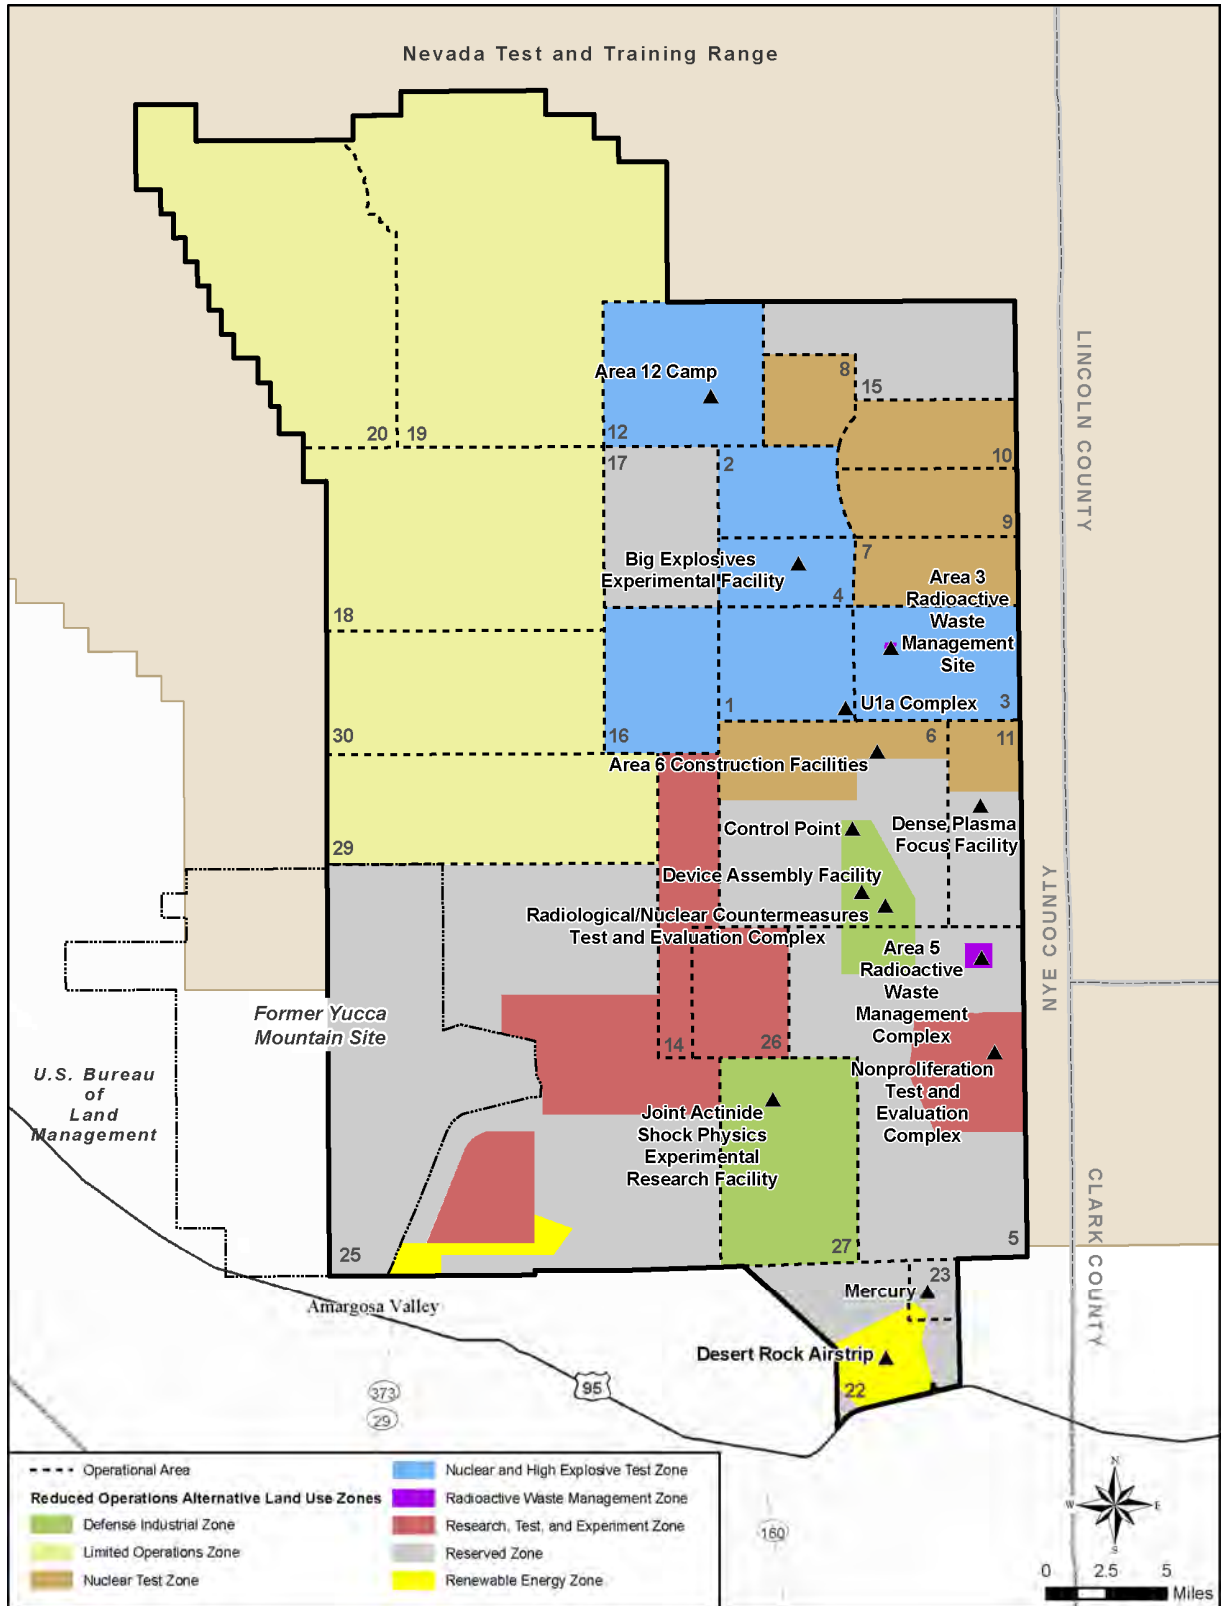 Nevada Test and Training Range
LINCOLN COUNTY
Area 12 Camp
8
15
20
19
12
10
17
2
9
7
Big Explosives
Experimental Facility
4
Area 3
Radioactive
Waste
Management
Site
18
U1a Complex
3
1
30
16
6
11
Area 6 Construction Facilities
Control Point
Dense Plasma
Focus Facility
29
Device Assembly Facility
NYE COUNTY
Radiological/Nuclear Countermeasures
Test and Evaluation Complex
Area 5
Radioactive
Waste
Management
Complex
Former Yucca
Mountain Site
14
26
U.S. Bureau
of
Land
Management
Nonproliferation
Test and
Evaluation
Complex
Joint Actinide
Shock Physics
Experimental
Research Facility
CLARK COUNTY
25
27
5
23
Mercury
Amargosa Valley
Desert Rock Airstrip
22
95
373
29
160
Operational Area
Reduced Operations Alternative Land Use Zones
Defense Industrial Zone
Limited Operations Zone
Nuclear Test Zone
Nuclear and High Explosive Test Zone
Radioactive Waste Management Zone
Research, Test, and Experiment Zone
Reserved Zone
Renewable Energy Zone
N
W
E
S
0 2.5 5
Miles